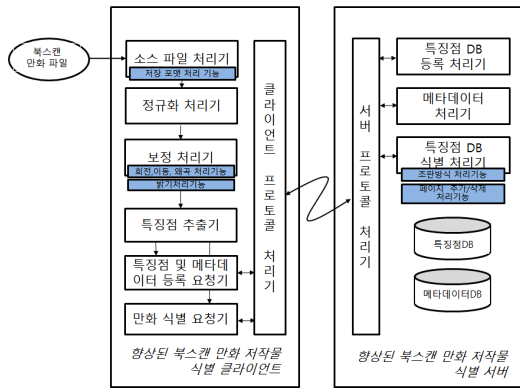 북스캔
만화 파일
소스 파일 처리기
저장 포맷 처리 기능
정규화 처리기
보정 처리기
회전,이동, 왜곡 처리기능
밝기처리기능
특징점 추출기
특징점 및 메타데
이터 등록 요청기
만화 식별 요청기
클라이언트 프로토콜 처리기
향상된 북스캔 만화 저작물
식별 클라이언트
서버 프로토콜 처리기
특징점 DB
등록 처리기
메타데이터
처리기
특징점 DB
식별 처리기
조판방식 처리기능
페이지 추가/삭제
처리기능
특징점DB
메타데이터DB
향상된 북스캔 만화 저작물
식별 서버